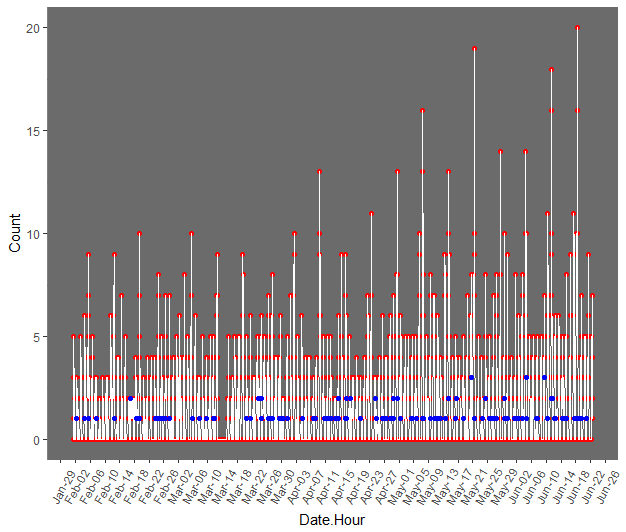 20
15
10
5
0
Count
Jan-29
Feb-02
Feb-06
Feb-10
Feb-14
Feb-18
Feb-22
Feb-26
Mar-02
Mar-06
Mar-10
Mar-14
Mar-18
Mar-22
Mar-26
Mar-30
Apr-03
Apr-07
Apr-11
Apr-15
Apr-19
Apr-23
Apr-27
May-01
May-05
May-09
May-13
May-17
May-21
May-25
May-29
Jun-02
Jun-06
Jun-10
Jun-14
Jun-18
Jun-22
Jun-26
Date.Hour